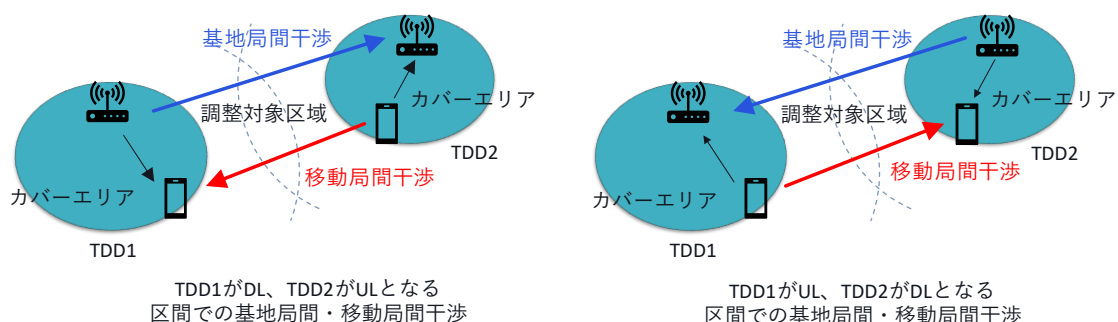 基地局間干渉
カバーエリア
調整対象区域
TDD2
移動局間干渉
カバーエリア
TDD1
TDD1がDL、TDD2がULとなる
区間での基地局間・移動局間干渉
基地局間干渉
カバーエリア
調整対象区域
TDD2
移動局間干渉
カバーエリア
TDD1
TDD1がUL、TDD2がDLとなる
区間での基地局間・移動局間干渉